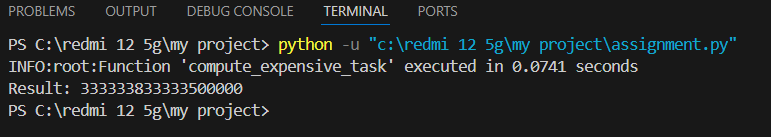 PROBLEMS OUTPUT DEBUG CONSOLE TERMINAL PORTS
PS C:\redmi 12 5g\my project> python -u "c:\redmi 12 5g\my project\assignment.py"
INFO:root:Function 'compute_expensive_task' executed in 0.0741 seconds
Result: 333333833333500000
PS C:\redmi 12 5g\my project>